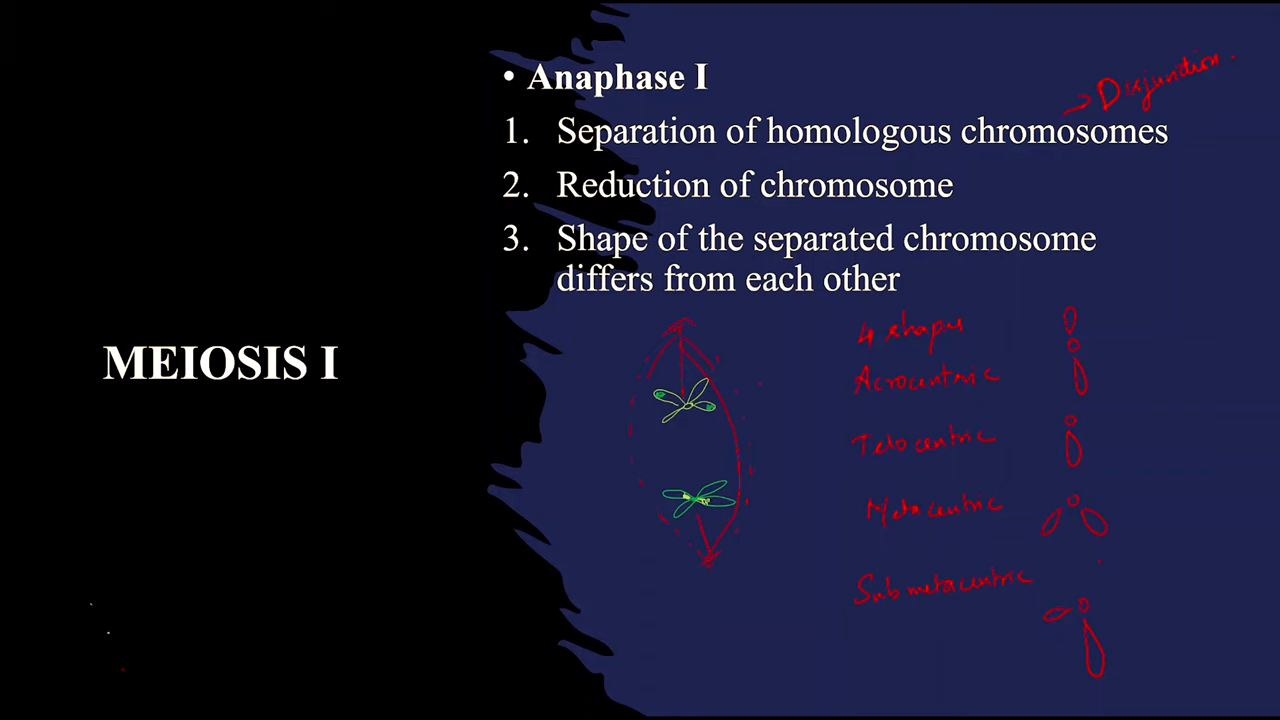 • Anaphase I
→ Disjunction.
1. Separation of homologous chromosomes
2. Reduction of chromosome
3. Shape of the separated chromosome
differs from each other
MEIOSIS I
4 shapes
Acrocentric
Telocentric
Metacentric
Submetacentric